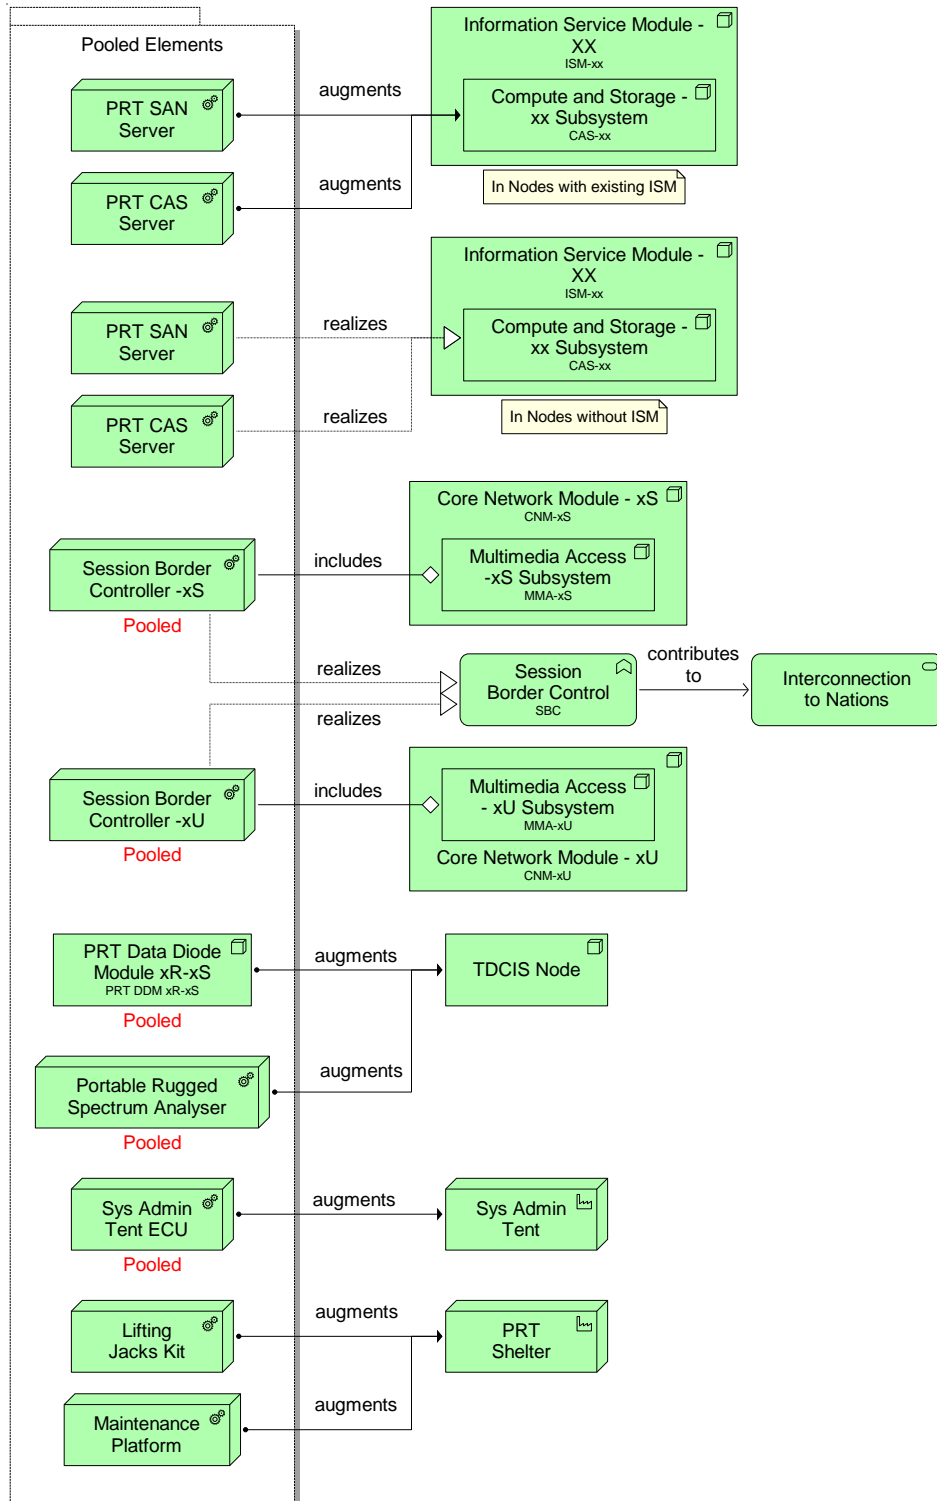 Pooled Elements
PRT SAN
Server
augments
Information Service Module -
XX
ISM-xx
Compute and Storage -
xx Subsystem
CAS-xx
PRT CAS
Server
augments
In Nodes with existing ISM
PRT SAN
Server
realizes
Information Service Module -
XX
ISM-xx
Compute and Storage -
xx Subsystem
CAS-xx
PRT CAS
Server
realizes
In Nodes without ISM
Session Border
Controller -xS
Pooled
includes
Core Network Module - xS
CNM-xS
Multimedia Access
-xS Subsystem
MMA-xS
realizes
realizes
Session
Border Control
SBC
contributes
to
Interconnection
to Nations
Session Border
Controller -xU
Pooled
includes
Multimedia Access
- xU Subsystem
MMA-xU
Core Network Module - xU
CNM-xU
PRT Data Diode
Module xR-xS
PRT DDM xR-xS
Pooled
augments
TDCIS Node
Portable Rugged
Spectrum Analyser
Pooled
augments
Sys Admin
Tent ECU
Pooled
augments
Sys Admin
Tent
Lifting
Jacks Kit
augments
PRT
Shelter
Maintenance
Platform
augments